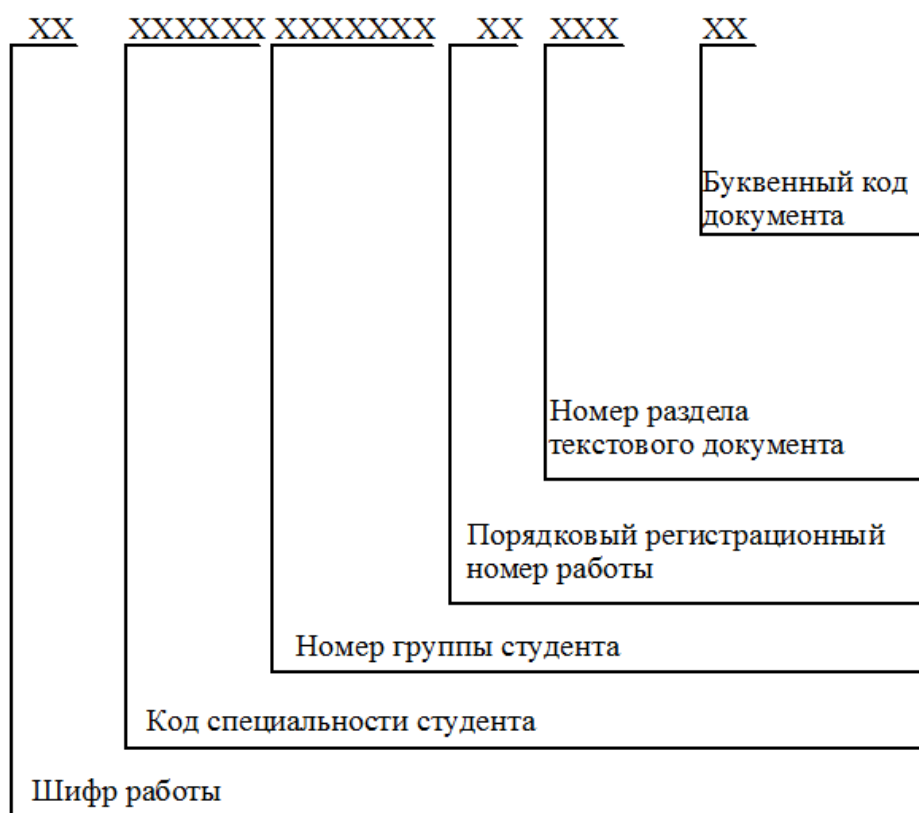 XX XXXXXX XXXXXXX XX XXX XX
Буквенный код
документа
Номер раздела
текстового документа
Порядковый регистрационный
номер работы
Номер группы студента
Код специальности студента
Шифр работы